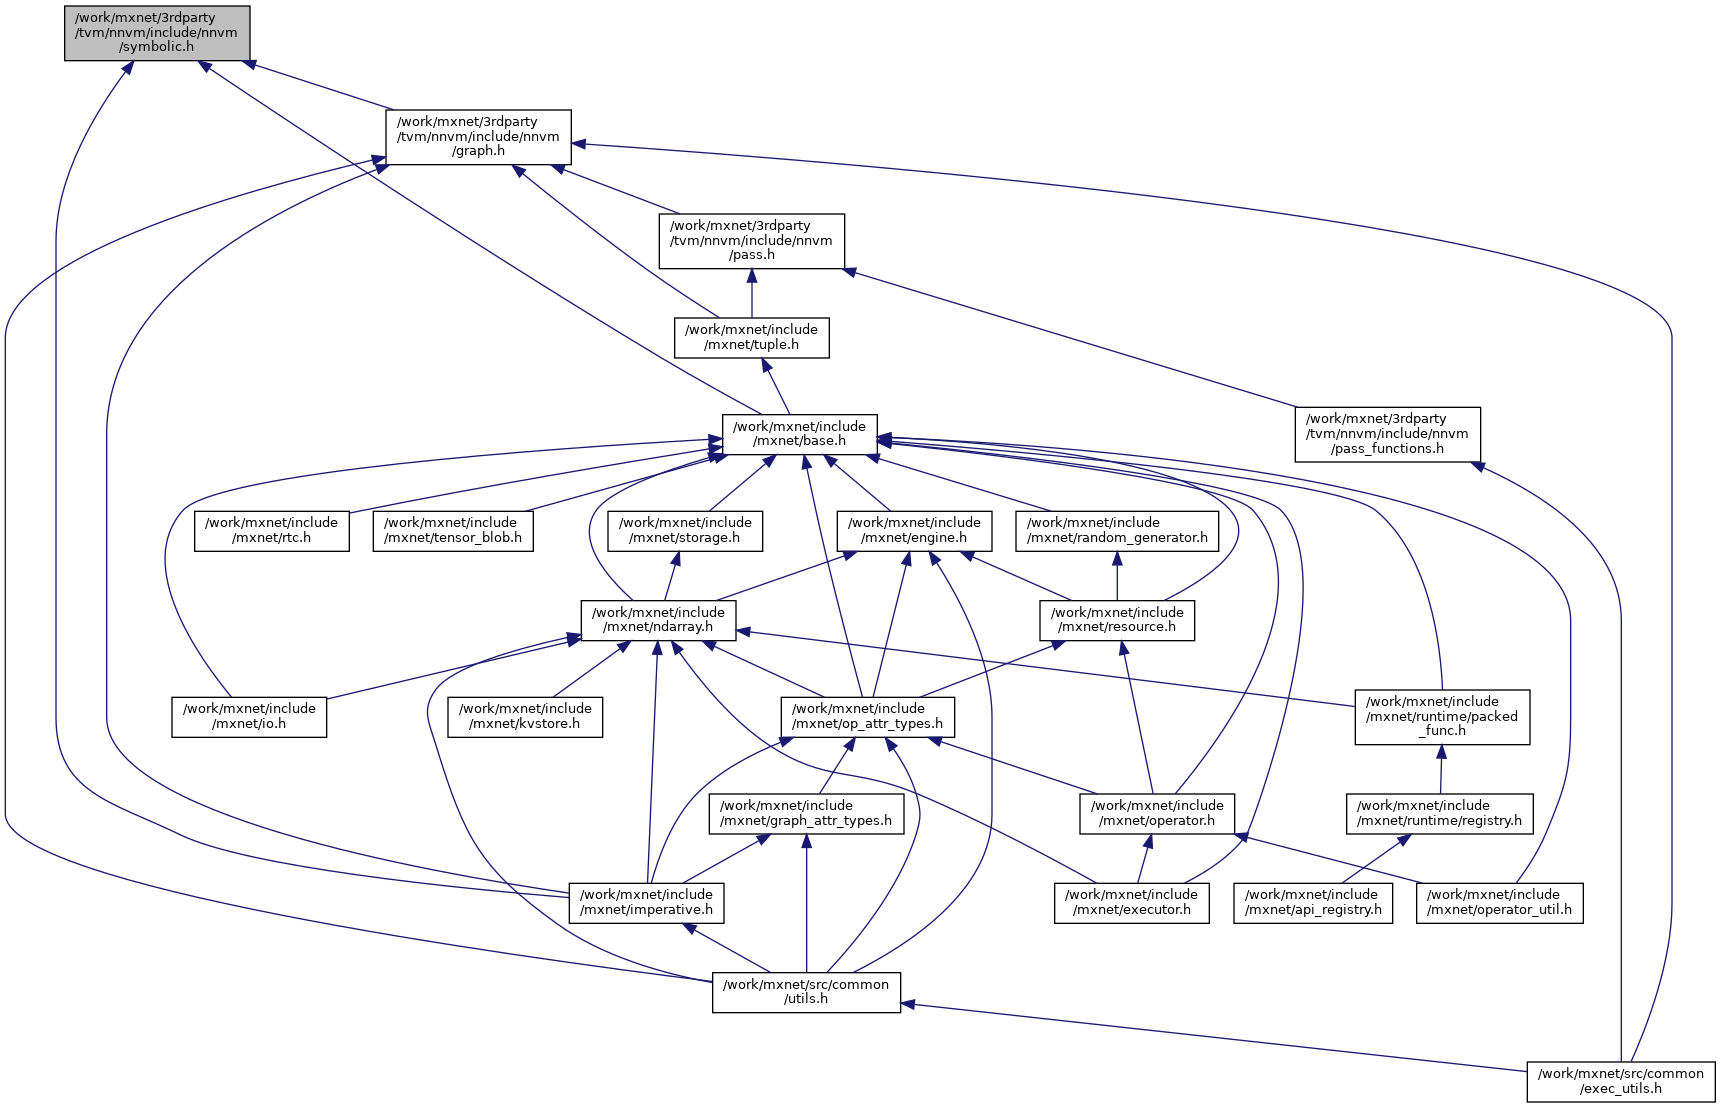 /work/mxnet/3rdparty
/tvm/nnvm/include/nnvm
/symbolic.h
/work/mxnet/3rdparty
/tvm/nnvm/include/nnvm
/graph.h
/work/mxnet/3rdparty
/tvm/nnvm/include/nnvm
/pass.h
/work/mxnet/include
/mxnet/tuple.h
/work/mxnet/include
/mxnet/base.h
/work/mxnet/3rdparty
/tvm/nnvm/include/nnvm
/pass_functions.h
/work/mxnet/include
/mxnet/rtc.h
/work/mxnet/include
/mxnet/tensor_blob.h
/work/mxnet/include
/mxnet/storage.h
/work/mxnet/include
/mxnet/engine.h
/work/mxnet/include
/mxnet/random_generator.h
/work/mxnet/include
/mxnet/ndarray.h
/work/mxnet/include
/mxnet/resource.h
/work/mxnet/include
/mxnet/io.h
/work/mxnet/include
/mxnet/kvstore.h
/work/mxnet/include
/mxnet/op_attr_types.h
/work/mxnet/include
/mxnet/runtime/packed
_func.h
/work/mxnet/include
/mxnet/graph_attr_types.h
/work/mxnet/include
/mxnet/operator.h
/work/mxnet/include
/mxnet/runtime/registry.h
/work/mxnet/include
/mxnet/imperative.h
/work/mxnet/include
/mxnet/executor.h
/work/mxnet/include
/mxnet/api_registry.h
/work/mxnet/include
/mxnet/operator_util.h
/work/mxnet/src/common
/utils.h
/work/mxnet/src/common
/exec_utils.h